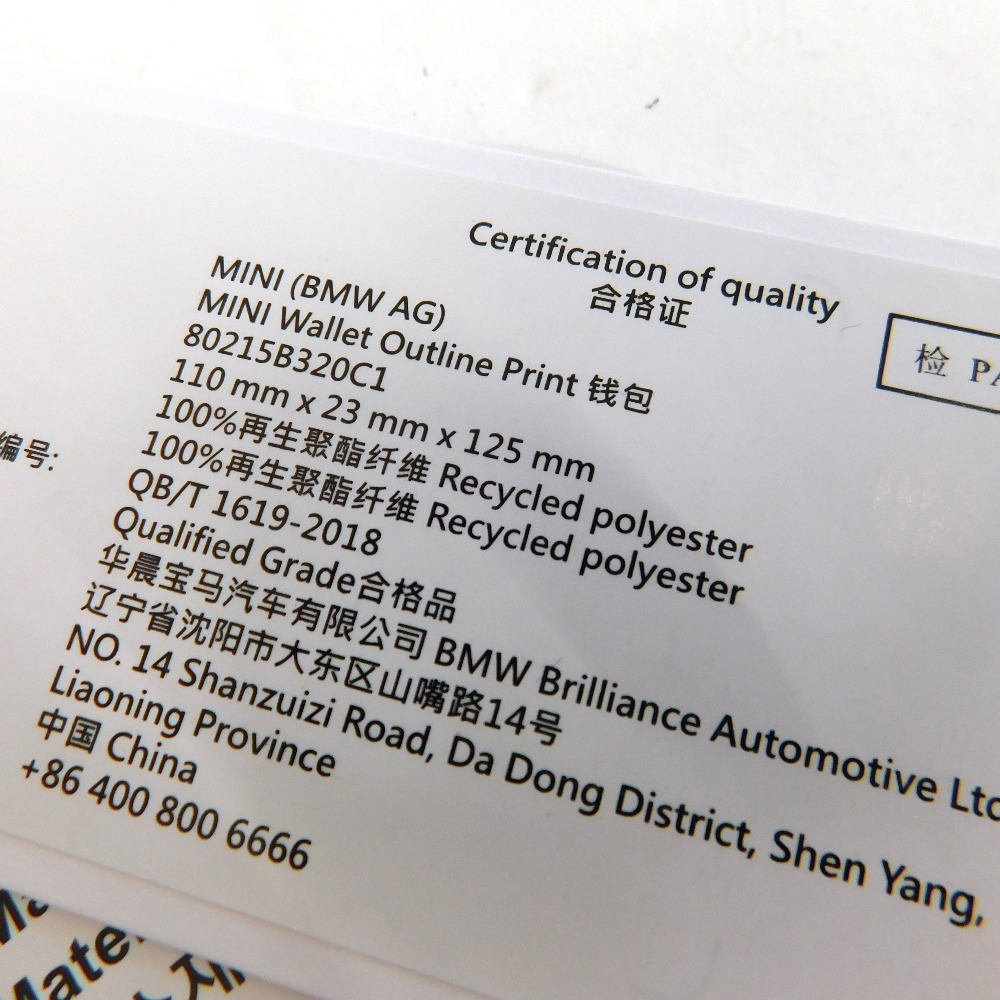 Certification of quality
合格证
检 PA
MINI (BMW AG)
MINI Wallet Outline Print 钱包
80215B320C1
110 mm x 23 mm x 125 mm
100%再生聚酯纤维 Recycled polyester
编号:
100%再生聚酯纤维 Recycled polyester
QB/T 1619-2018
Qualified Grade合格品
华晨宝马汽车有限公司 BMW Brilliance Automotive Ltd
辽宁省沈阳市大东区山嘴路14号
NO. 14 Shanzuizi Road, Da Dong District, Shen Yang,
Liaoning Province
中国 China
+86 400 800 6666